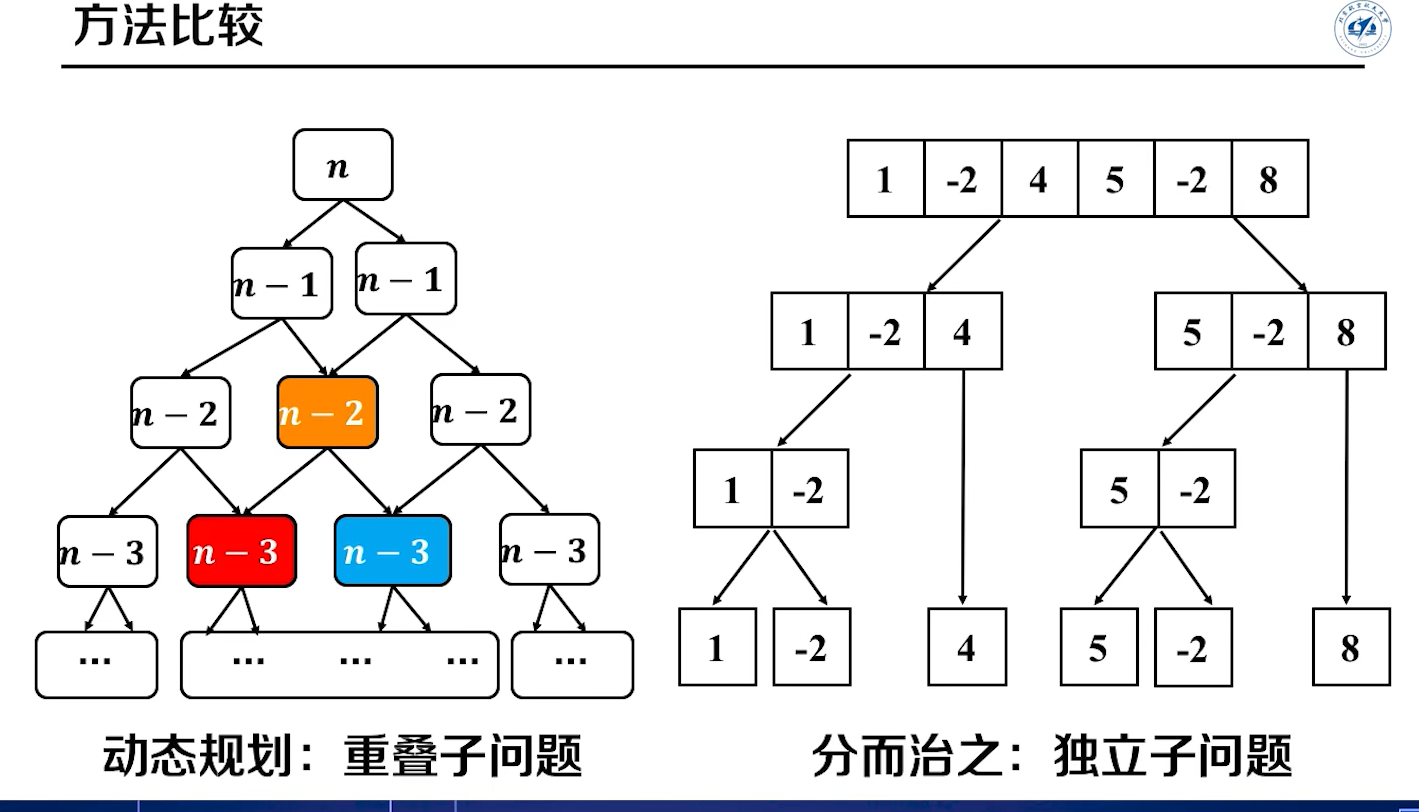 方法比较
n
n − 1 n − 1
n − 2 n − 2 n − 2
n − 3 n − 3 n − 3 n − 3
... ... ... ... ...
动态规划：重叠子问题
1 -2 4 5 -2 8
1 -2 4 5 -2 8
1 -2 5 -2
1 -2 4 5 -2 8
分而治之：独立子问题